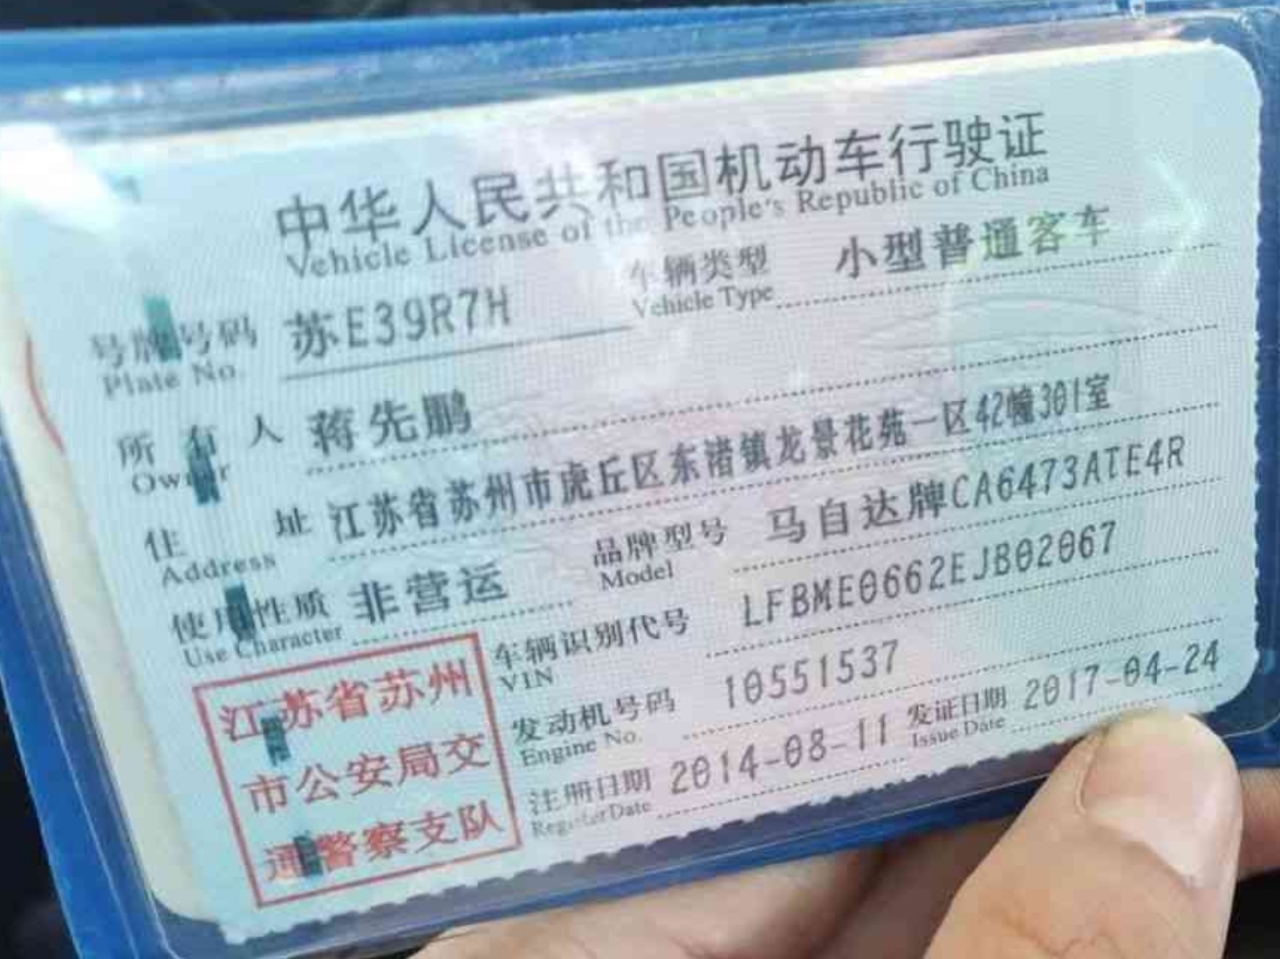 中华人民共和国机动车行驶证
Vehicle License of the People's Republic of China
号牌号码 苏E39R7H 车辆类型 小型普通客车
Plate No. Vehicle Type
所有人 蒋先鹏
Owner
住址 江苏省苏州市虎丘区东渚镇龙景花苑一区42幢301室
Address
使用性质 非营运 品牌型号 马自达牌CA6473ATE4R
Use Character Model
车辆识别代号 LFBME0662EJB02067
VIN
发动机号码 10551537
Engine No.
注册日期 2014-08-11 发证日期 2017-04-24
Register Date Issue Date
江苏省苏州
市公安局交
通警察支队